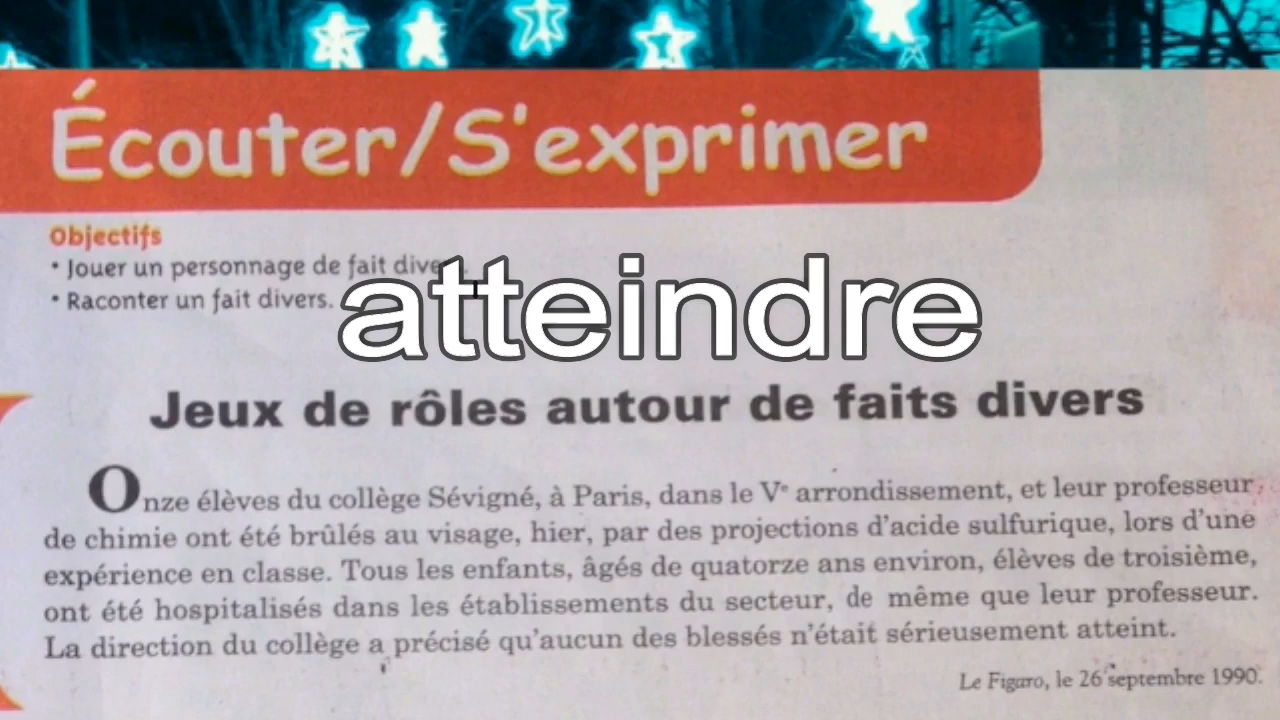 Écouter/S'exprimer
Objectifs
• Jouer un personnage de fait
• Raconter un fait divers.
atteindre
Jeux de rôles autour de faits divers
Onze élèves du collège Sévigné, à Paris, dans le Vᵉ arrondissement, et leur professeur
de chimie ont été brûlés au visage, hier, par des projections d'acide sulfurique, lors d'une
expérience en classe. Tous les enfants, âgés de quatorze ans environ, élèves de troisième,
ont été hospitalisés dans les établissements du secteur, de même que leur professeur.
La direction du collège a précisé qu'aucun des blessés n'était sérieusement atteint.
Le Figaro, le 26 septembre 1990.